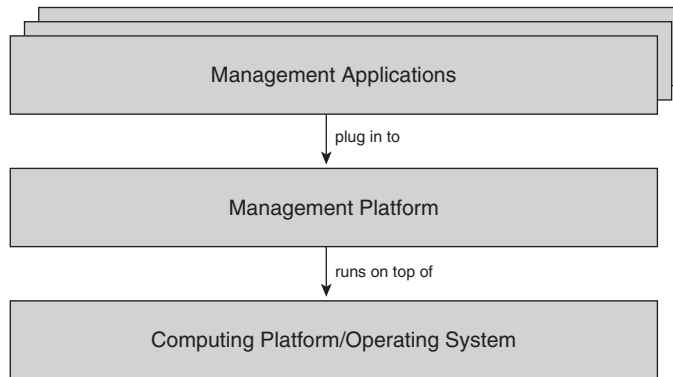 Management Applications
plug in to
Management Platform
runs on top of
Computing Platform/Operating System